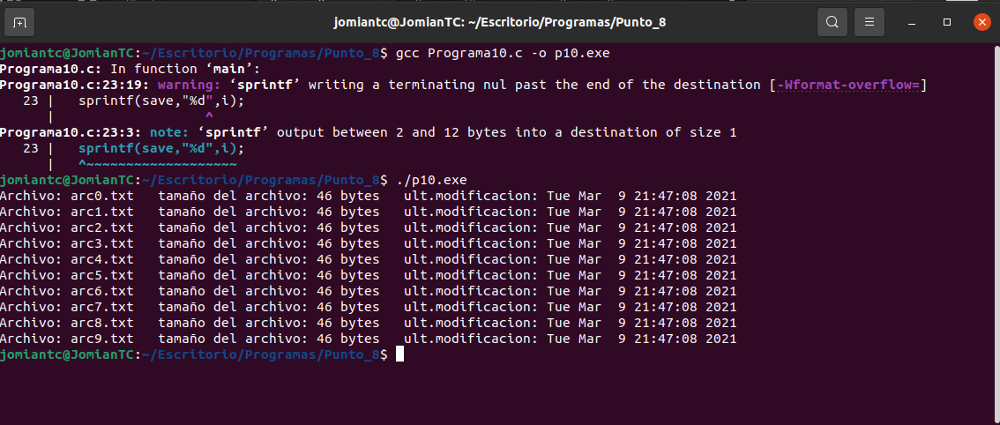 jomiantc@JomianTC: ~/Escritorio/Programas/Punto_8
jomiantc@JomianTC:~/Escritorio/Programas/Punto_8$ gcc Programa10.c -o p10.exe
Programa10.c: In function ‘main’:
Programa10.c:23:19: warning: ‘sprintf’ writing a terminating nul past the end of the destination [-Wformat-overflow=]
   23 |   sprintf(save,"%d",i);
      |                   ^
Programa10.c:23:3: note: ‘sprintf’ output between 2 and 12 bytes into a destination of size 1
   23 |   sprintf(save,"%d",i);
      |   ^~~~~~~~~~~~~~~~~~~~
jomiantc@JomianTC:~/Escritorio/Programas/Punto_8$ ./p10.exe
Archivo: arc0.txt   tamaño del archivo: 46 bytes   ult.modificacion: Tue Mar  9 21:47:08 2021
Archivo: arc1.txt   tamaño del archivo: 46 bytes   ult.modificacion: Tue Mar  9 21:47:08 2021
Archivo: arc2.txt   tamaño del archivo: 46 bytes   ult.modificacion: Tue Mar  9 21:47:08 2021
Archivo: arc3.txt   tamaño del archivo: 46 bytes   ult.modificacion: Tue Mar  9 21:47:08 2021
Archivo: arc4.txt   tamaño del archivo: 46 bytes   ult.modificacion: Tue Mar  9 21:47:08 2021
Archivo: arc5.txt   tamaño del archivo: 46 bytes   ult.modificacion: Tue Mar  9 21:47:08 2021
Archivo: arc6.txt   tamaño del archivo: 46 bytes   ult.modificacion: Tue Mar  9 21:47:08 2021
Archivo: arc7.txt   tamaño del archivo: 46 bytes   ult.modificacion: Tue Mar  9 21:47:08 2021
Archivo: arc8.txt   tamaño del archivo: 46 bytes   ult.modificacion: Tue Mar  9 21:47:08 2021
Archivo: arc9.txt   tamaño del archivo: 46 bytes   ult.modificacion: Tue Mar  9 21:47:08 2021
jomiantc@JomianTC:~/Escritorio/Programas/Punto_8$